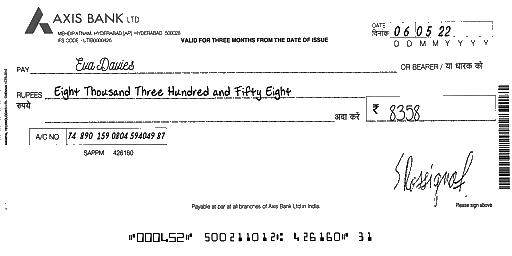 AXIS BANK LTD
MEHDIPATNAM, HYDERABAD [AP] HYDERABAD 500028
IFS CODE - UTIB0000426
VALID FOR THREE MONTHS FROM THE DATE OF ISSUE
DATE
दिनांक 06 05 22
D D M M Y Y Y Y
PAY Eva Davies OR BEARER / या धारक को
RUPEES Eight Thousand Three Hundred and Fifty Eight
रुपये अदा करें ₹ 8358
A/C NO 74 890 159 0804 594049 87
SAPPM 426160
Payable at par at all branches of Axis Bank Ltd in India.
Please sign above
⑈000452⑈ 500211012⑆ 426160⑈ 31